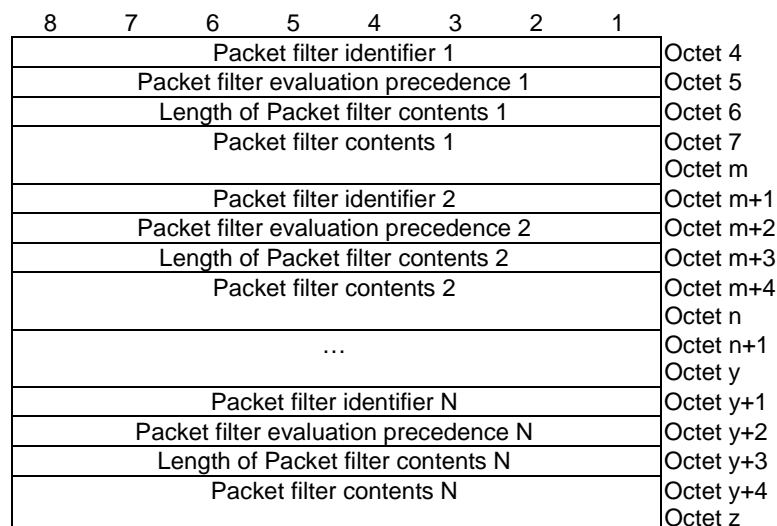 8 7 6 5 4 3 2 1
Packet filter identifier 1 Octet 4
Packet filter evaluation precedence 1 Octet 5
Length of Packet filter contents 1 Octet 6
Packet filter contents 1 Octet 7
Octet m
Packet filter identifier 2 Octet m+1
Packet filter evaluation precedence 2 Octet m+2
Length of Packet filter contents 2 Octet m+3
Packet filter contents 2 Octet m+4
Octet n
… Octet n+1
Octet y
Packet filter identifier N Octet y+1
Packet filter evaluation precedence N Octet y+2
Length of Packet filter contents N Octet y+3
Packet filter contents N Octet y+4
Octet z